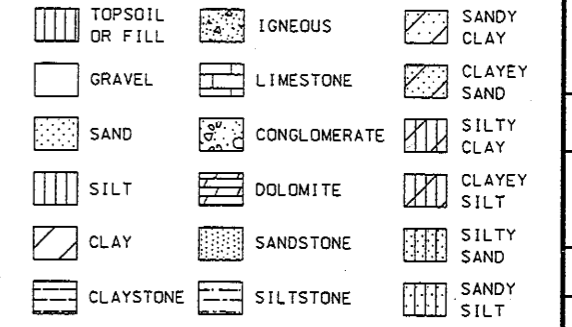 TOPSOIL
OR FILL
GRAVEL
SAND
SILT
CLAY
CLAYSTONE
IGNEOUS
LIMESTONE
CONGLOMERATE
DOLOMITE
SANDSTONE
SILTSTONE
SANDY
CLAY
CLAYEY
SAND
SILTY
CLAY
CLAYEY
SILT
SILTY
SAND
SANDY
SILT